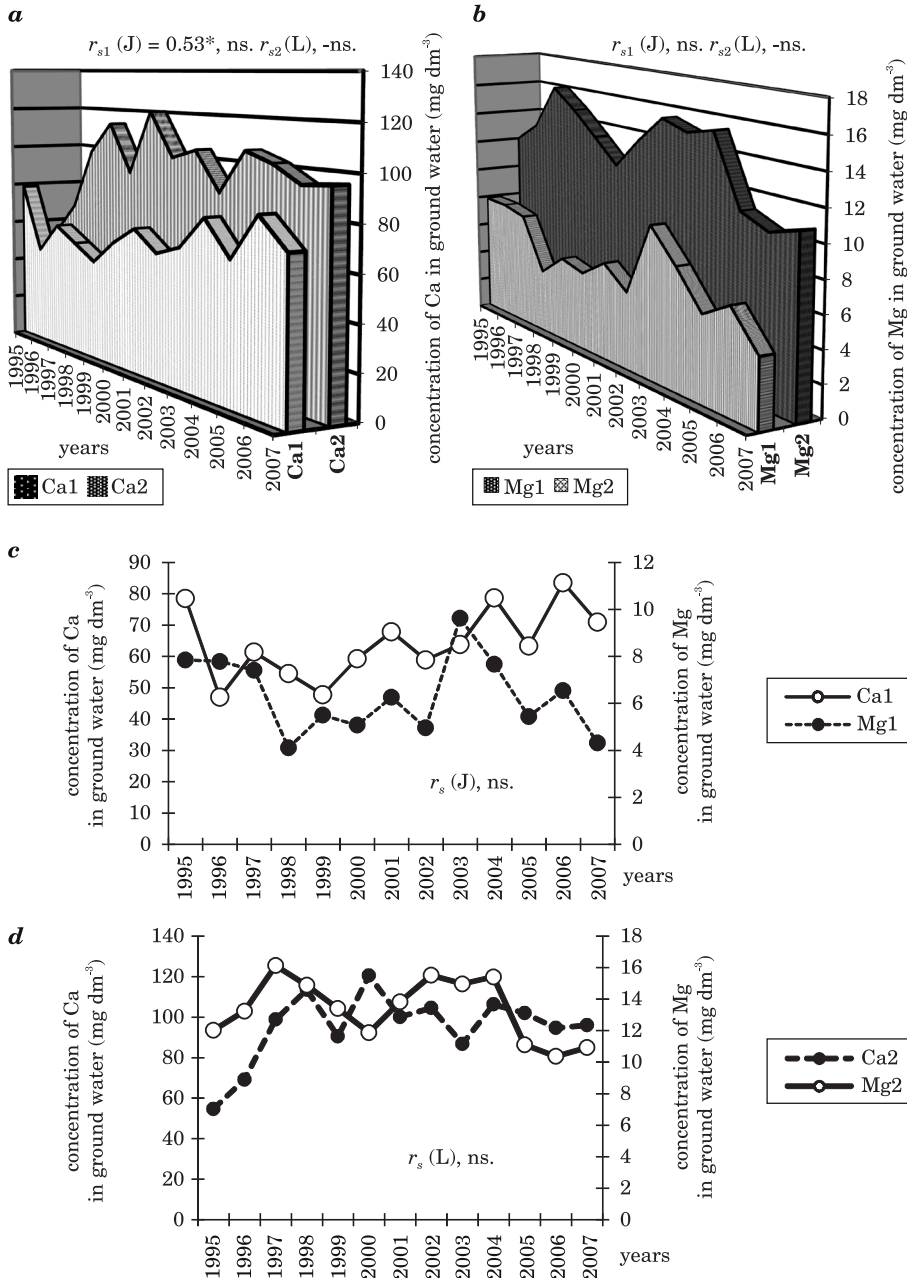 a
r_s1 (J) = 0.53*, ns. r_s2 (L), -ns.
140
120
100
80
60
40
20
0
concentration of Ca in ground water (mg dm⁻³)
1995
1996
1997
1998
1999
2000
2001
2002
2003
2004
2005
2006
2007
years
Ca1
Ca2
Ca1 Ca2
b
r_s1 (J), ns. r_s2 (L), -ns.
18
16
14
12
10
8
6
4
2
0
concentration of Mg in ground water (mg dm⁻³)
1995
1996
1997
1998
1999
2000
2001
2002
2003
2004
2005
2006
2007
years
Mg1
Mg2
Mg1 Mg2
c
concentration of Ca
in ground water (mg dm⁻³)
90
80
70
60
50
40
30
20
10
0
12
10
8
6
4
2
0
concentration of Mg
in ground water (mg dm⁻³)
r_s (J), ns.
1995 1996 1997 1998 1999 2000 2001 2002 2003 2004 2005 2006 2007
years
Ca1
Mg1
d
concentration of Ca
in ground water (mg dm⁻³)
140
120
100
80
60
40
20
0
18
16
14
12
10
8
6
4
2
0
concentration of Mg
in ground water (mg dm⁻³)
r_s (L), ns.
1995 1996 1997 1998 1999 2000 2001 2002 2003 2004 2005 2006 2007
years
Ca2
Mg2